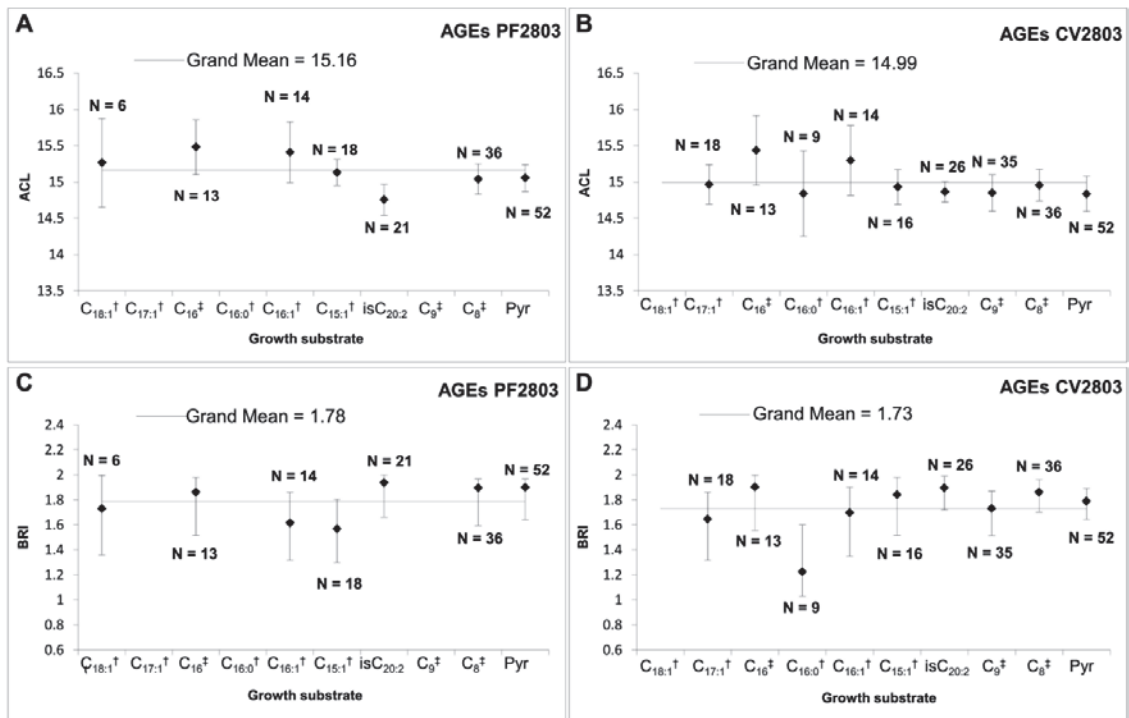 A
AGEs PF2803
Grand Mean = 15.16
16.5
16
15.5
15
14.5
14
13.5
ACL
N = 6
N = 13
N = 14
N = 18
N = 21
N = 36
N = 52
C18:1† C17:1† C16‡ C16:0† C16:1† C15:1† isC20:2 C9‡ C8‡ Pyr
Growth substrate
B
AGEs CV2803
Grand Mean = 14.99
16.5
16
15.5
15
14.5
14
13.5
ACL
N = 18
N = 13
N = 9
N = 14
N = 16
N = 26
N = 35
N = 36
N = 52
C18:1† C17:1† C16‡ C16:0† C16:1† C15:1† isC20:2 C9‡ C8‡ Pyr
Growth substrate
C
AGEs PF2803
Grand Mean = 1.78
2.4
2.2
2
1.8
1.6
1.4
1.2
1
0.8
0.6
BRI
N = 6
N = 13
N = 14
N = 18
N = 21
N = 36
N = 52
C18:1† C17:1† C16‡ C16:0† C16:1† C15:1† isC20:2 C9‡ C8‡ Pyr
Growth substrate
D
AGEs CV2803
Grand Mean = 1.73
2.4
2.2
2
1.8
1.6
1.4
1.2
1
0.8
0.6
BRI
N = 18
N = 13
N = 9
N = 14
N = 16
N = 26
N = 35
N = 36
N = 52
C18:1† C17:1† C16‡ C16:0† C16:1† C15:1† isC20:2 C9‡ C8‡ Pyr
Growth substrate